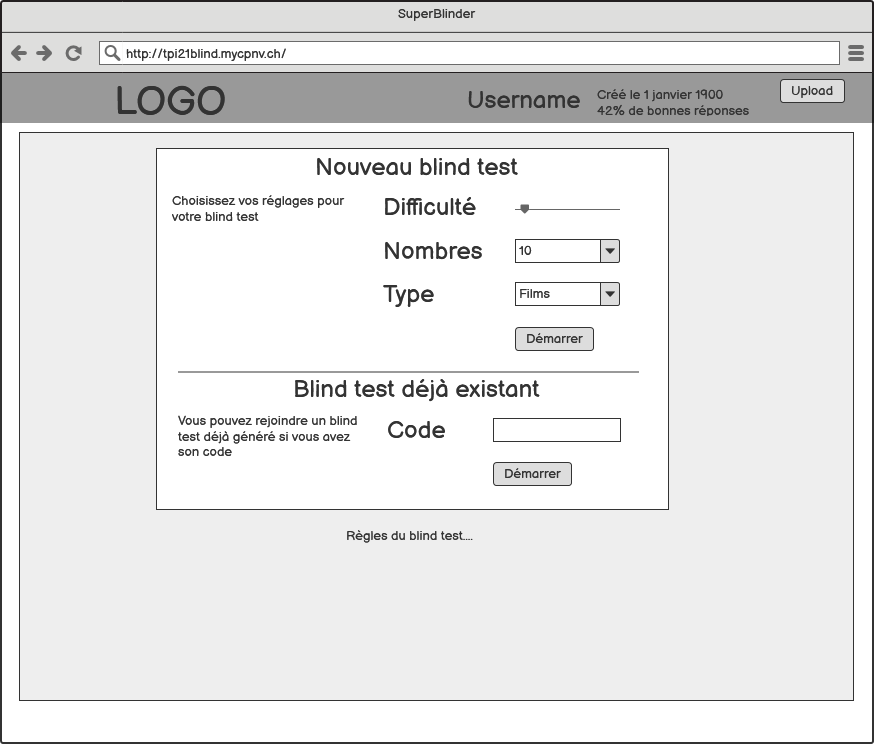 SuperBlinder
http://tpi21blind.mycpnv.ch/
LOGO
Username
Créé le 1 janvier 1900
42% de bonnes réponses
Upload
Nouveau blind test
Choisissez vos réglages pour
votre blind test
Difficulté
Nombres
10
Type
Films
Démarrer
Blind test déjà existant
Vous pouvez rejoindre un blind
test déjà généré si vous avez
son code
Code
Démarrer
Règles du blind test....